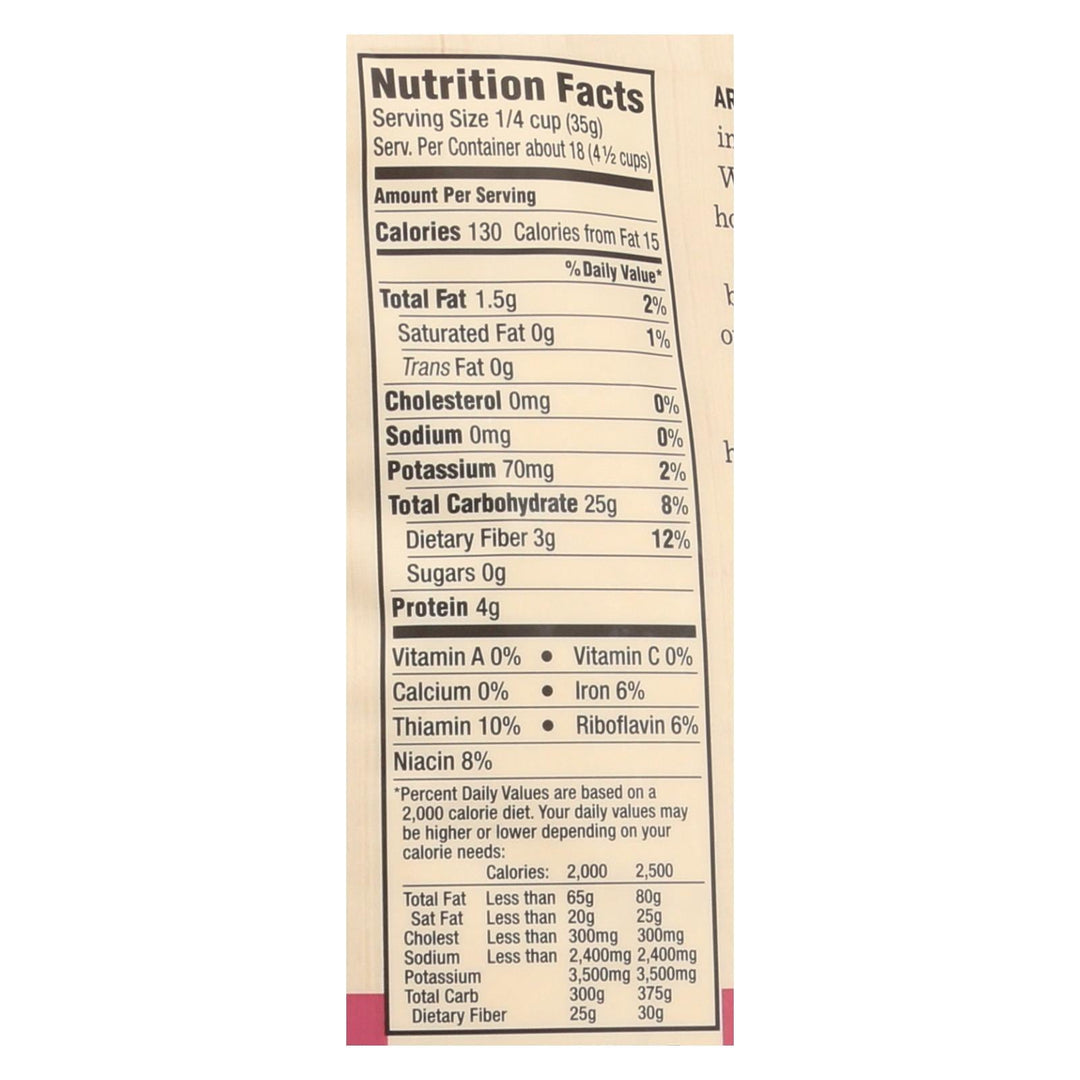 Nutrition Facts
Serving Size 1/4 cup (35g)
Serv. Per Container about 18 (4 ½ cups)
Amount Per Serving
Calories 130 Calories from Fat 15
% Daily Value*
Total Fat 1.5g 2%
Saturated Fat 0g 1%
Trans Fat 0g
Cholesterol 0mg 0%
Sodium 0mg 0%
Potassium 70mg 2%
Total Carbohydrate 25g 8%
Dietary Fiber 3g 12%
Sugars 0g
Protein 4g
Vitamin A 0% • Vitamin C 0%
Calcium 0% • Iron 6%
Thiamin 10% • Riboflavin 6%
Niacin 8%
*Percent Daily Values are based on a
2,000 calorie diet. Your daily values may
be higher or lower depending on your
calorie needs:
Calories: 2,000 2,500
Total Fat Less than 65g 80g
Sat Fat Less than 20g 25g
Cholest Less than 300mg 300mg
Sodium Less than 2,400mg 2,400mg
Potassium 3,500mg 3,500mg
Total Carb 300g 375g
Dietary Fiber 25g 30g